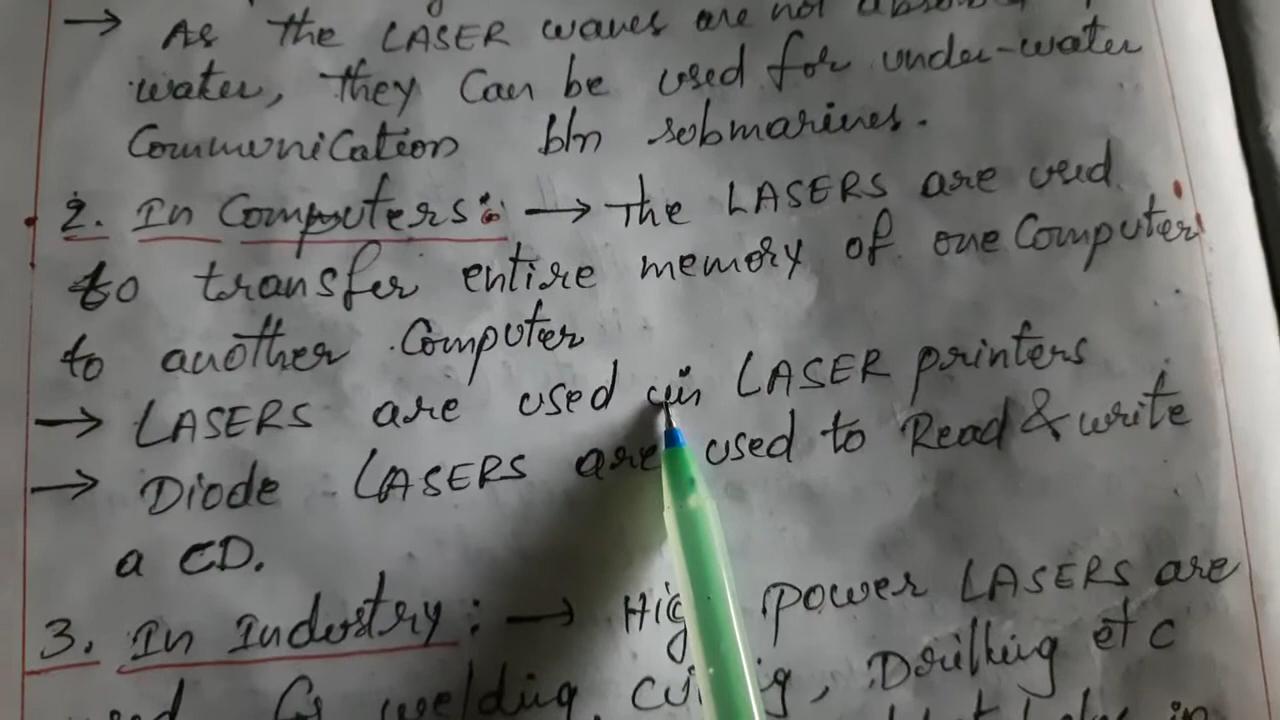 → As the LASER waves are not
water, they can be used for under-water
Communication b/n submarines.
2. In Computers: → The LASERS are used
to transfer entire memory of one Computer
to another Computer
→ LASERS are used in LASER printers
→ Diode LASERS are used to Read & write
a CD.
3. In Industry: → power LASERS are
welding, Drilling etc
in